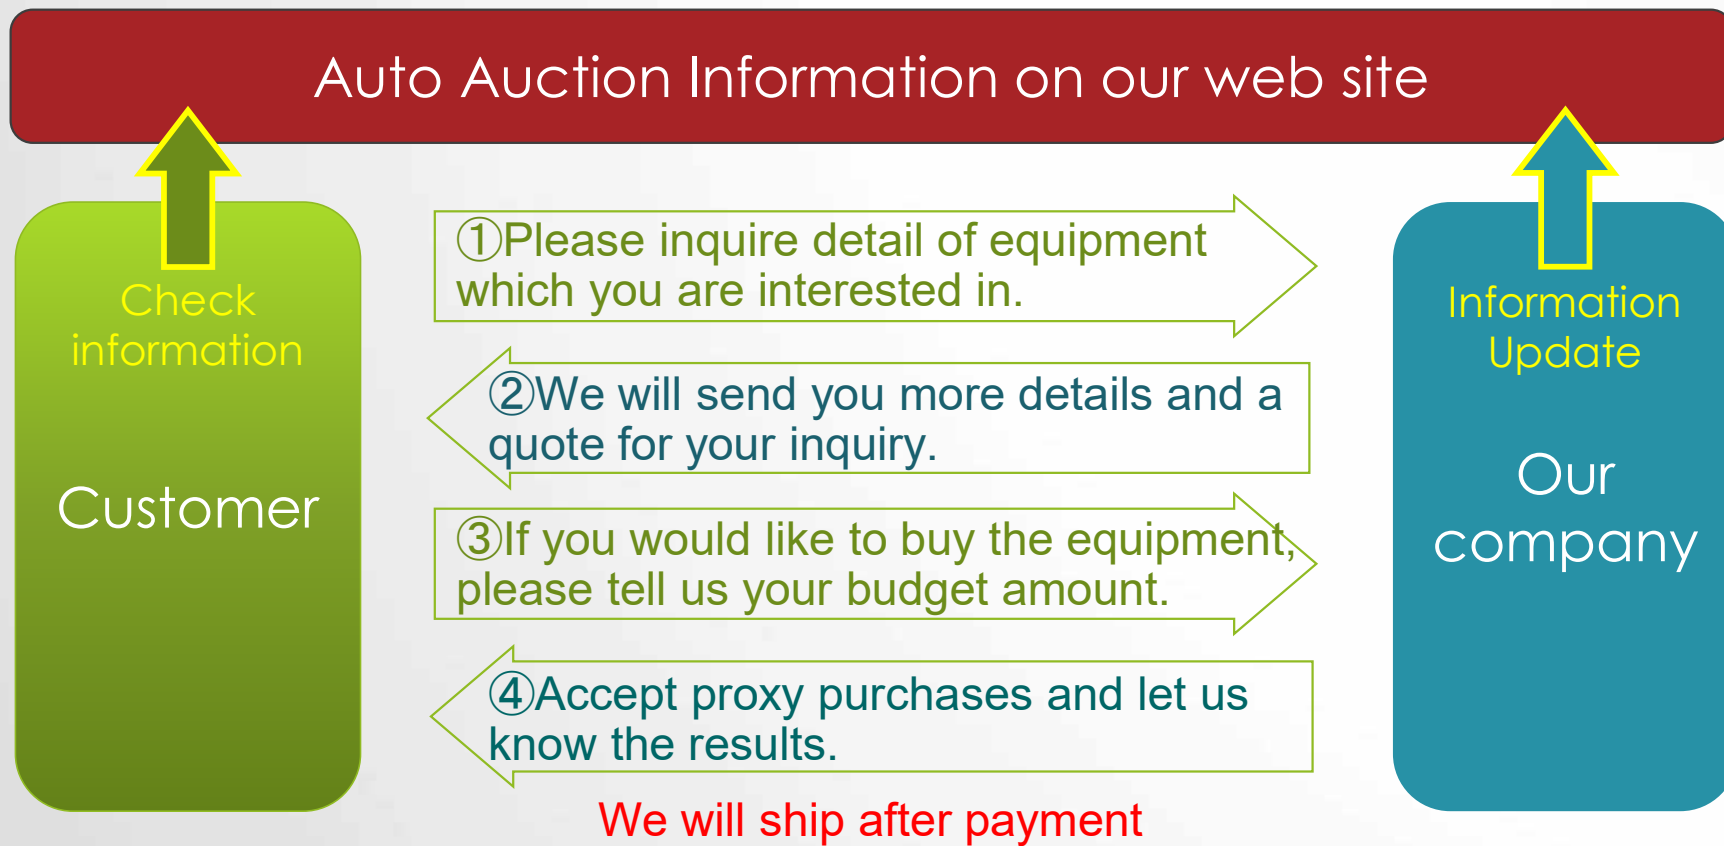 Auto Auction Information on our web site
Check
information
Customer
①Please inquire detail of equipment
which you are interested in.
②We will send you more details and a
quote for your inquiry.
③If you would like to buy the equipment,
please tell us your budget amount.
④Accept proxy purchases and let us
know the results.
We will ship after payment
Information
Update
Our
company